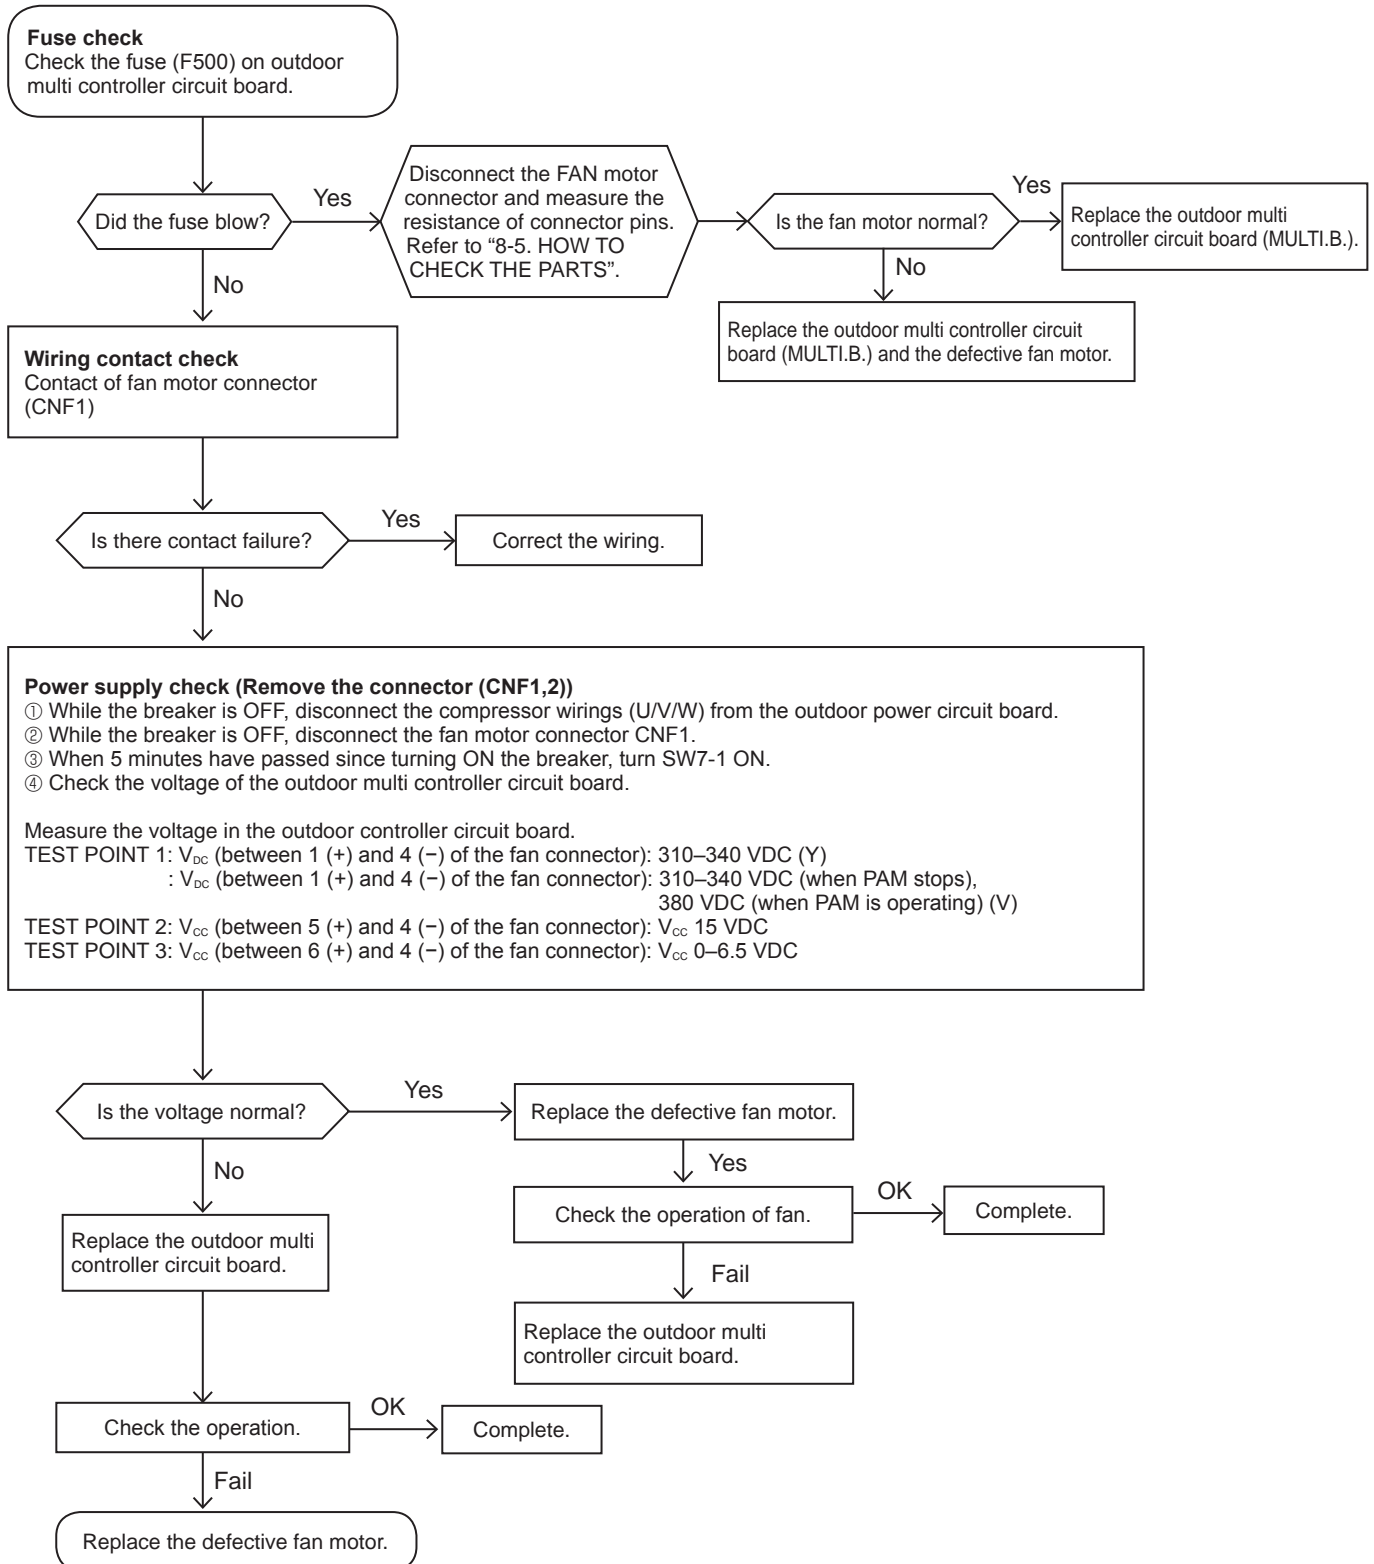 Fuse check
Check the fuse (F500) on outdoor
multi controller circuit board.
Did the fuse blow?
Yes
Disconnect the FAN motor
connector and measure the
resistance of connector pins.
Refer to “8-5. HOW TO
CHECK THE PARTS”.
Is the fan motor normal?
Yes
Replace the outdoor multi
controller circuit board (MULTI.B.).
No
Replace the outdoor multi controller circuit
board (MULTI.B.) and the defective fan motor.
No
Wiring contact check
Contact of fan motor connector
(CNF1)
Is there contact failure?
Yes
Correct the wiring.
No
Power supply check (Remove the connector (CNF1,2))
① While the breaker is OFF, disconnect the compressor wirings (U/V/W) from the outdoor power circuit board.
② While the breaker is OFF, disconnect the fan motor connector CNF1.
③ When 5 minutes have passed since turning ON the breaker, turn SW7-1 ON.
④ Check the voltage of the outdoor multi controller circuit board.
Measure the voltage in the outdoor controller circuit board.
TEST POINT 1: VDC (between 1 (+) and 4 (−) of the fan connector): 310–340 VDC (Y)
: VDC (between 1 (+) and 4 (−) of the fan connector): 310–340 VDC (when PAM stops),
380 VDC (when PAM is operating) (V)
TEST POINT 2: VCC (between 5 (+) and 4 (−) of the fan connector): VCC 15 VDC
TEST POINT 3: VCC (between 6 (+) and 4 (−) of the fan connector): VCC 0–6.5 VDC
Is the voltage normal?
Yes
Replace the defective fan motor.
Yes
Check the operation of fan.
OK
Complete.
Fail
Replace the outdoor multi
controller circuit board.
No
Replace the outdoor multi
controller circuit board.
Check the operation.
OK
Complete.
Fail
Replace the defective fan motor.